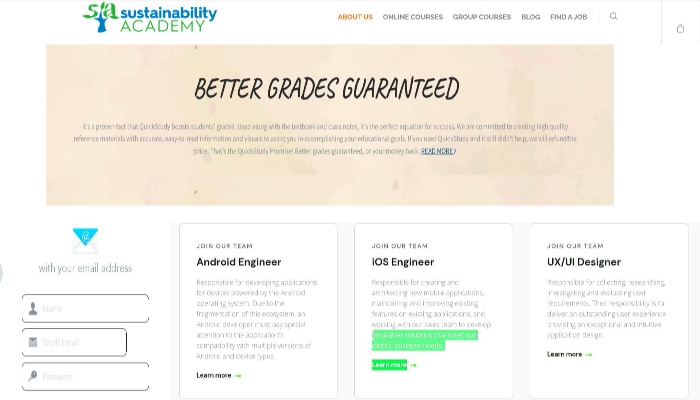 sja sustainability
ACADEMY
ABOUT US ONLINE COURSES GROUP COURSES BLOG FIND A JOB
BETTER GRADES GUARANTEED
It's a proven fact that QuickStudy boosts students' grades. Used along with the textbook and class notes, it's the perfect equation for success. We are committed to creating high quality
reference materials with accurate, easy-to-read information and visuals to assist you in accomplishing your educational goals. If you used QuickStudy and it still didn't help, we will refund the
price. That's the QuickStudy Promise! Better grades guaranteed, or your money back. READ MORE>
@
with your email address
Name
Work Email
Password
JOIN OUR TEAM
Android Engineer
Responsible for developing applications
for devices powered by the Android
operating system. Due to the
fragmentation of this ecosystem, an
Android developer must pay special
attention to the application's
compatibility with multiple versions of
Android and device types.
Learn more →
JOIN OUR TEAM
iOS Engineer
Responsible for creating and
architecting new mobile applications,
maintaining and improving existing
features on existing applications, and
working with our sales team to develop
innovative solutions that meet our
clients' business needs.
Learn more →
JOIN OUR TEAM
UX/UI Designer
Responsible for collecting, researching,
investigating and evaluating user
requirements. Their responsibility is to
deliver an outstanding user experience
providing an exceptional and intuitive
application design.
Learn more →